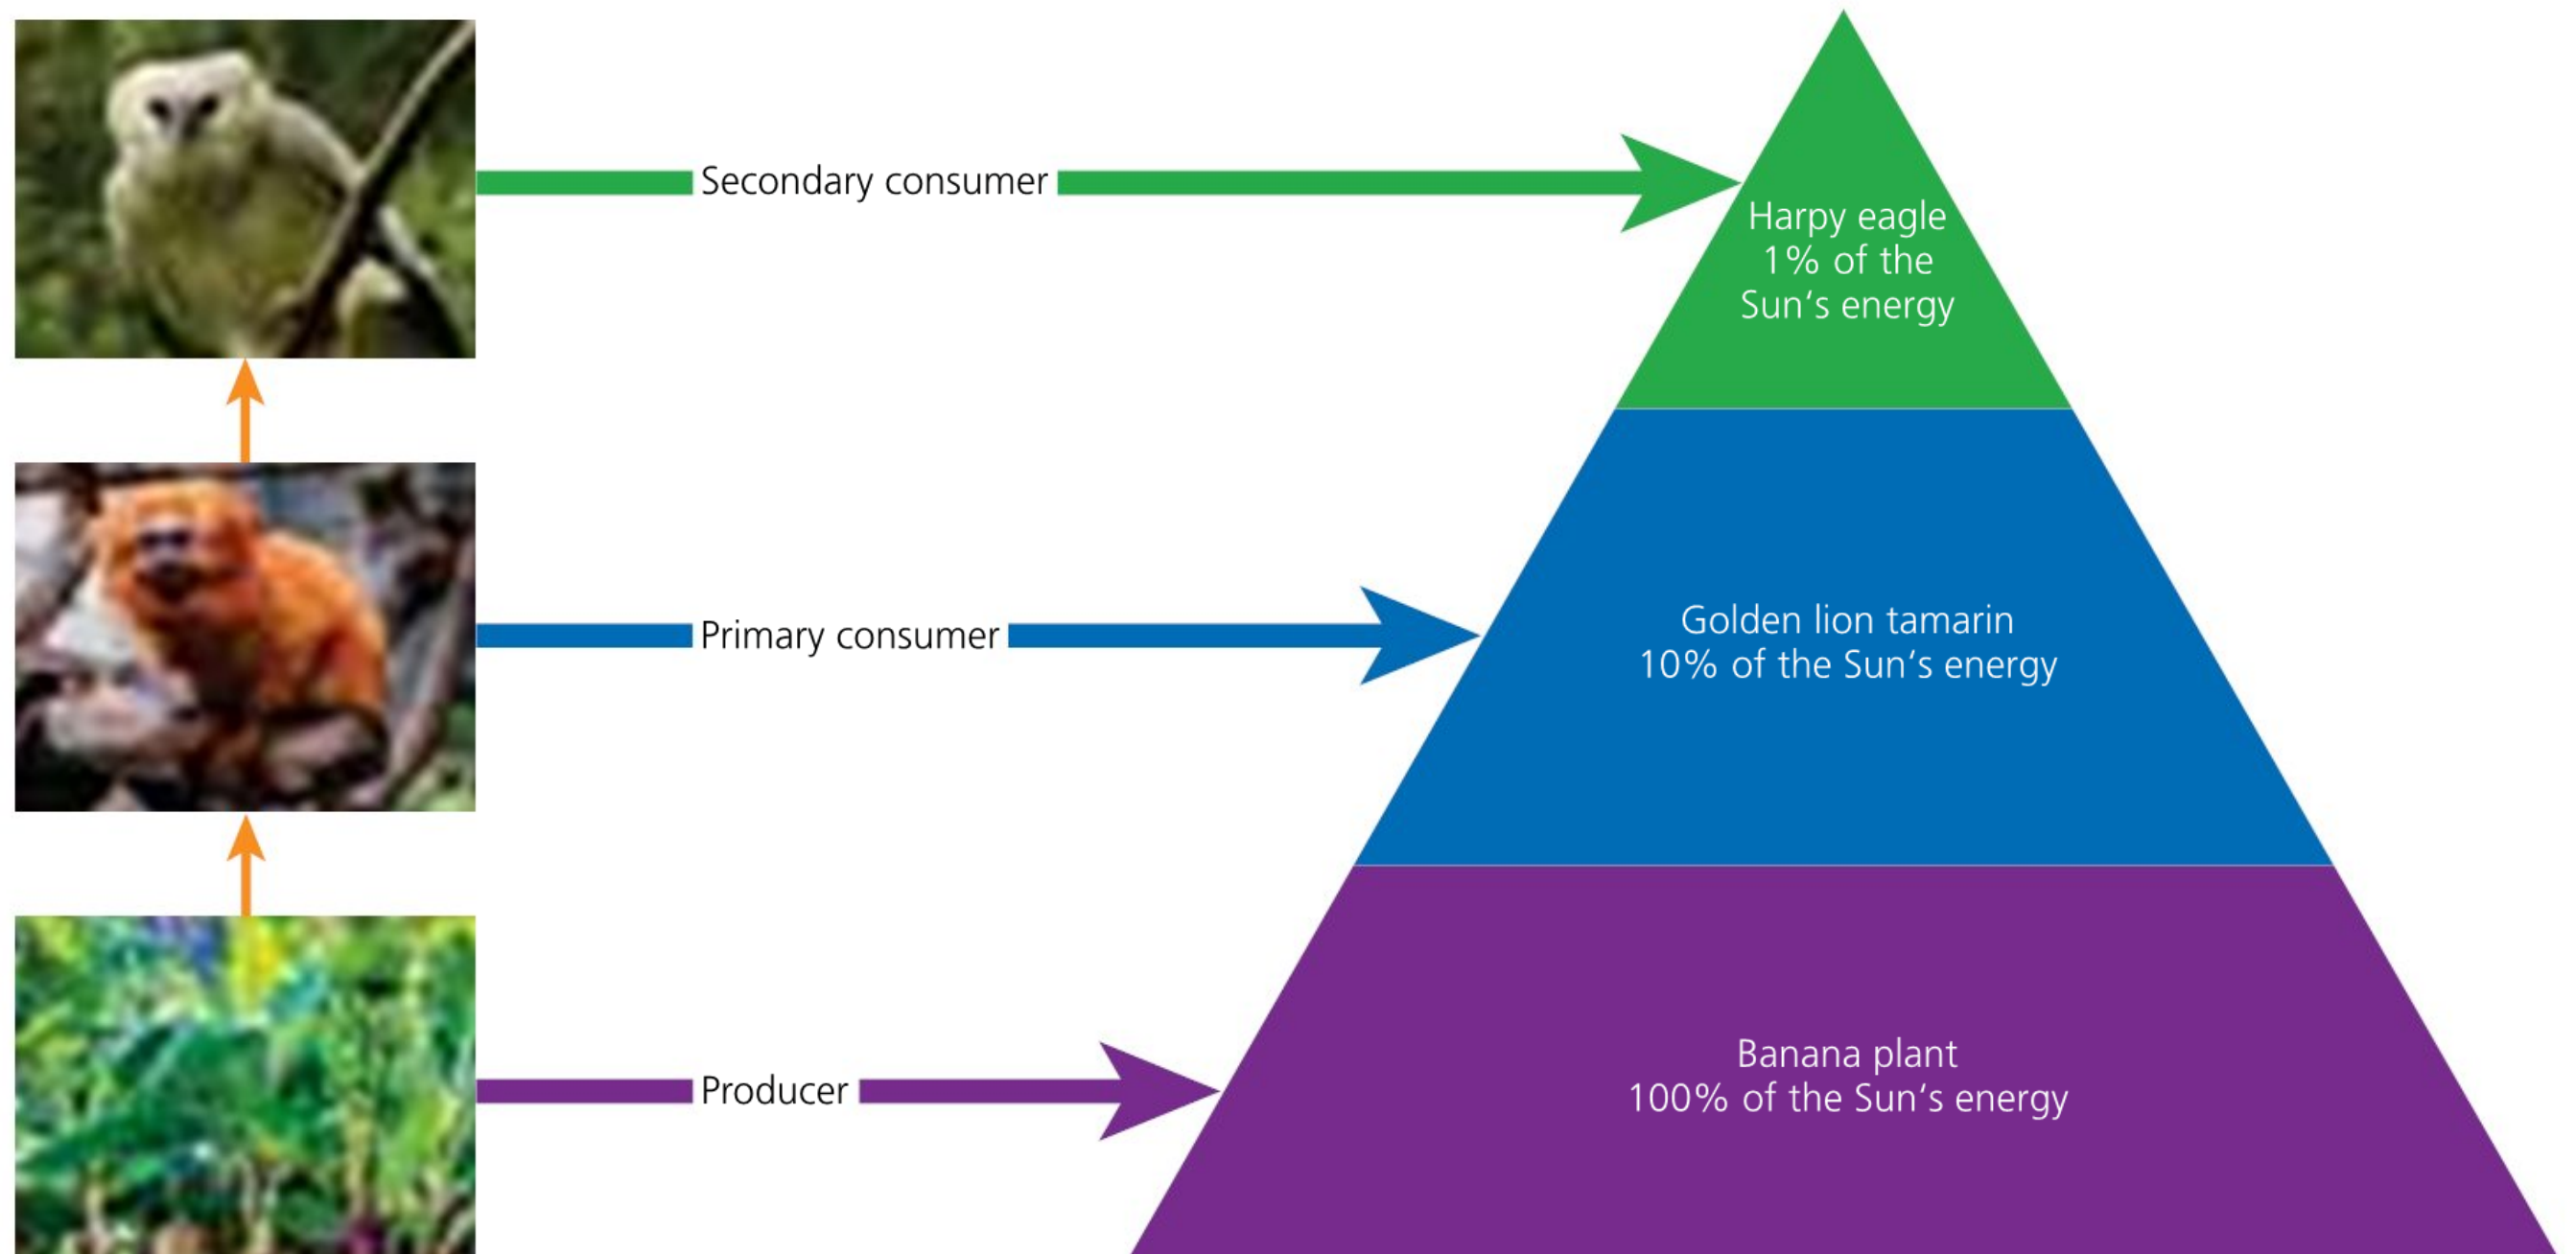 Secondary consumer
Harpy eagle
1% of the
Sun‘s energy
Primary consumer
Golden lion tamarin
10% of the Sun‘s energy
Producer
Banana plant
100% of the Sun‘s energy